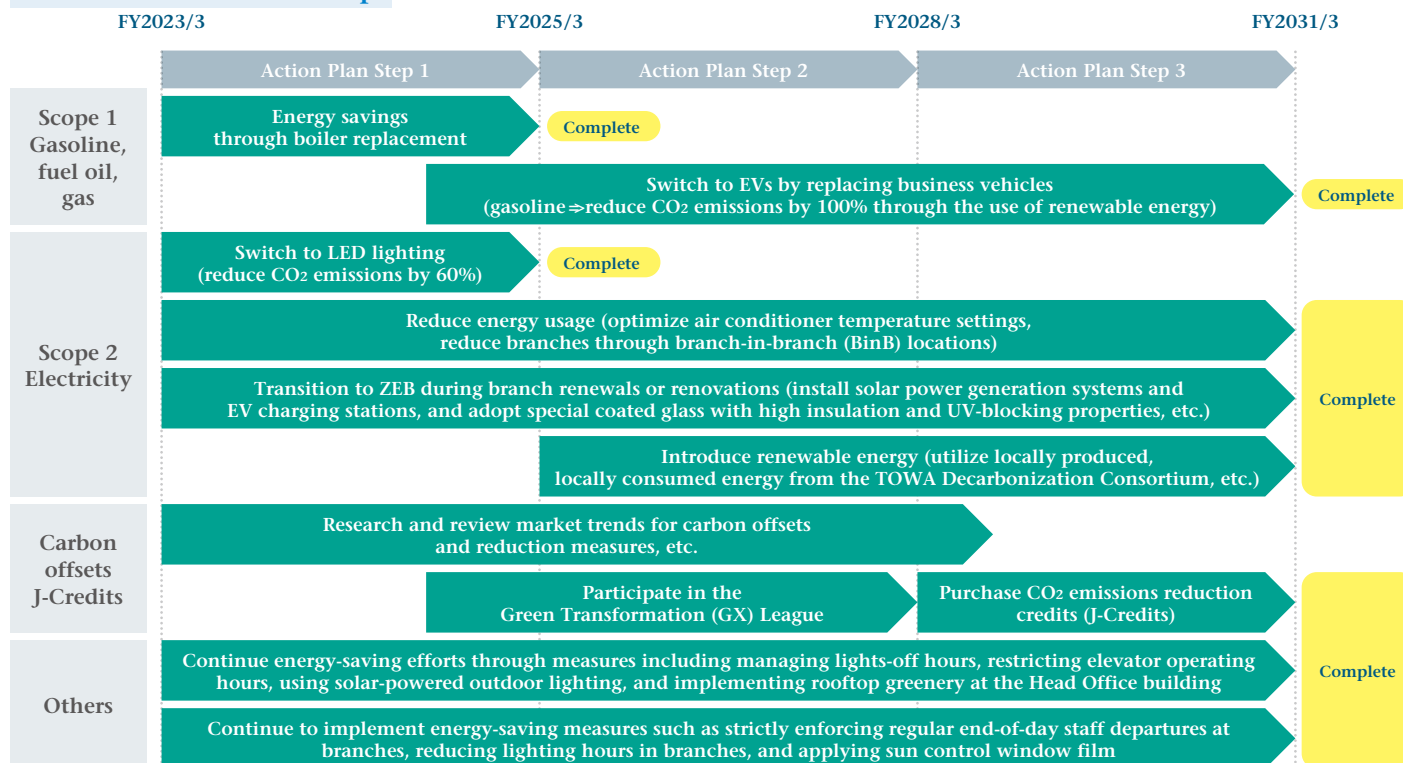 FY2023/3
FY2025/3
FY2028/3
FY2031/3
Action Plan Step 1
Action Plan Step 2
Action Plan Step 3
Scope 1
Gasoline,
fuel oil,
gas
Energy savings
through boiler replacement
Complete
Switch to EVs by replacing business vehicles
(gasoline⇒reduce CO2 emissions by 100% through the use of renewable energy)
Complete
Scope 2
Electricity
Switch to LED lighting
(reduce CO2 emissions by 60%)
Complete
Reduce energy usage (optimize air conditioner temperature settings,
reduce branches through branch-in-branch (BinB) locations)
Transition to ZEB during branch renewals or renovations (install solar power generation systems and
EV charging stations, and adopt special coated glass with high insulation and UV-blocking properties, etc.)
Introduce renewable energy (utilize locally produced,
locally consumed energy from the TOWA Decarbonization Consortium, etc.)
Complete
Carbon
offsets
J-Credits
Research and review market trends for carbon offsets
and reduction measures, etc.
Participate in the
Green Transformation (GX) League
Purchase CO2 emissions reduction
credits (J-Credits)
Others
Continue energy-saving efforts through measures including managing lights-off hours, restricting elevator operating
hours, using solar-powered outdoor lighting, and implementing rooftop greenery at the Head Office building
Continue to implement energy-saving measures such as strictly enforcing regular end-of-day staff departures at
branches, reducing lighting hours in branches, and applying sun control window film
Complete